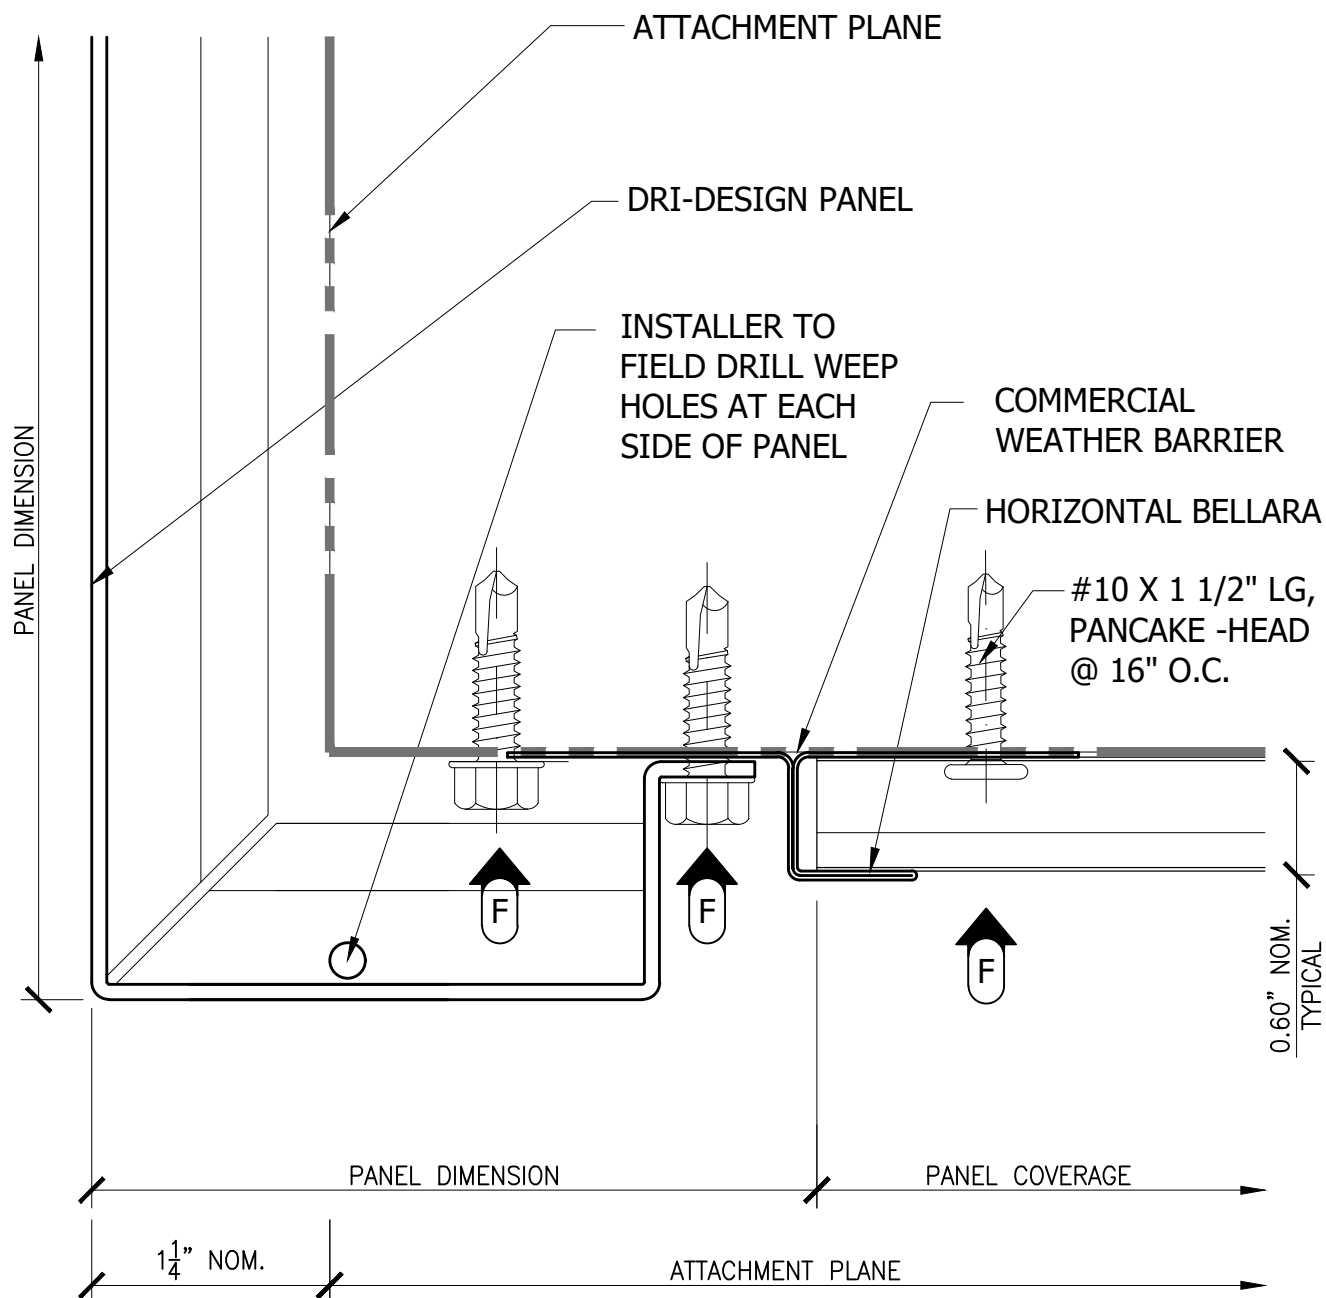 ATTACHMENT PLANE
DRI-DESIGN PANEL
INSTALLER TO
FIELD DRILL WEEP
HOLES AT EACH
SIDE OF PANEL
COMMERCIAL
WEATHER BARRIER
HORIZONTAL BELLARA
#10 X 1 1/2" LG,
PANCAKE -HEAD
@ 16" O.C.
PANEL DIMENSION
F
F
F
0.60" NOM.
TYPICAL
PANEL DIMENSION
PANEL COVERAGE
1 1/4" NOM.
ATTACHMENT PLANE